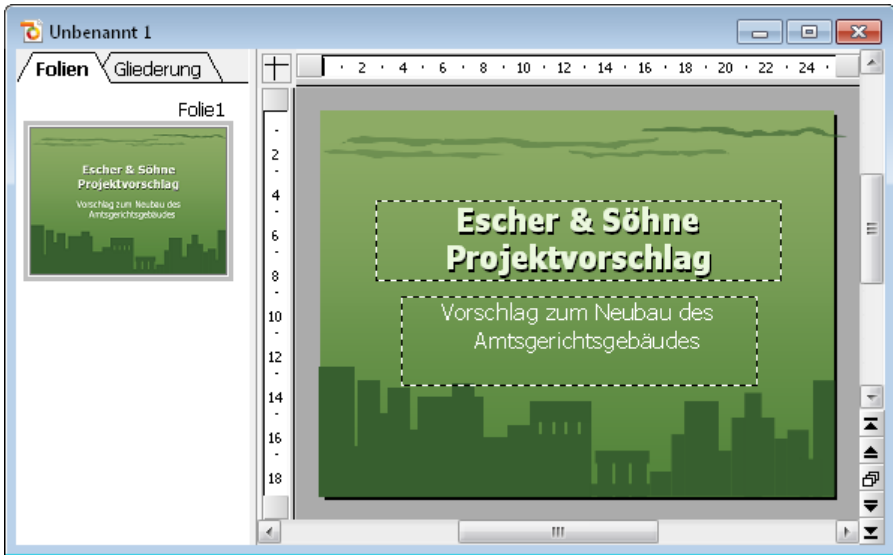 Unbenannt 1
Folien Gliederung
Folie1
Escher & Söhne
Projektvorschlag
Vorschlag zum Neubau des
Amtsgerichtsgebäudes
2 4 6 8 10 12 14 16 18 20 22 24
2
4
6
8
10
12
14
16
18
Escher & Söhne
Projektvorschlag
Vorschlag zum Neubau des
Amtsgerichtsgebäudes